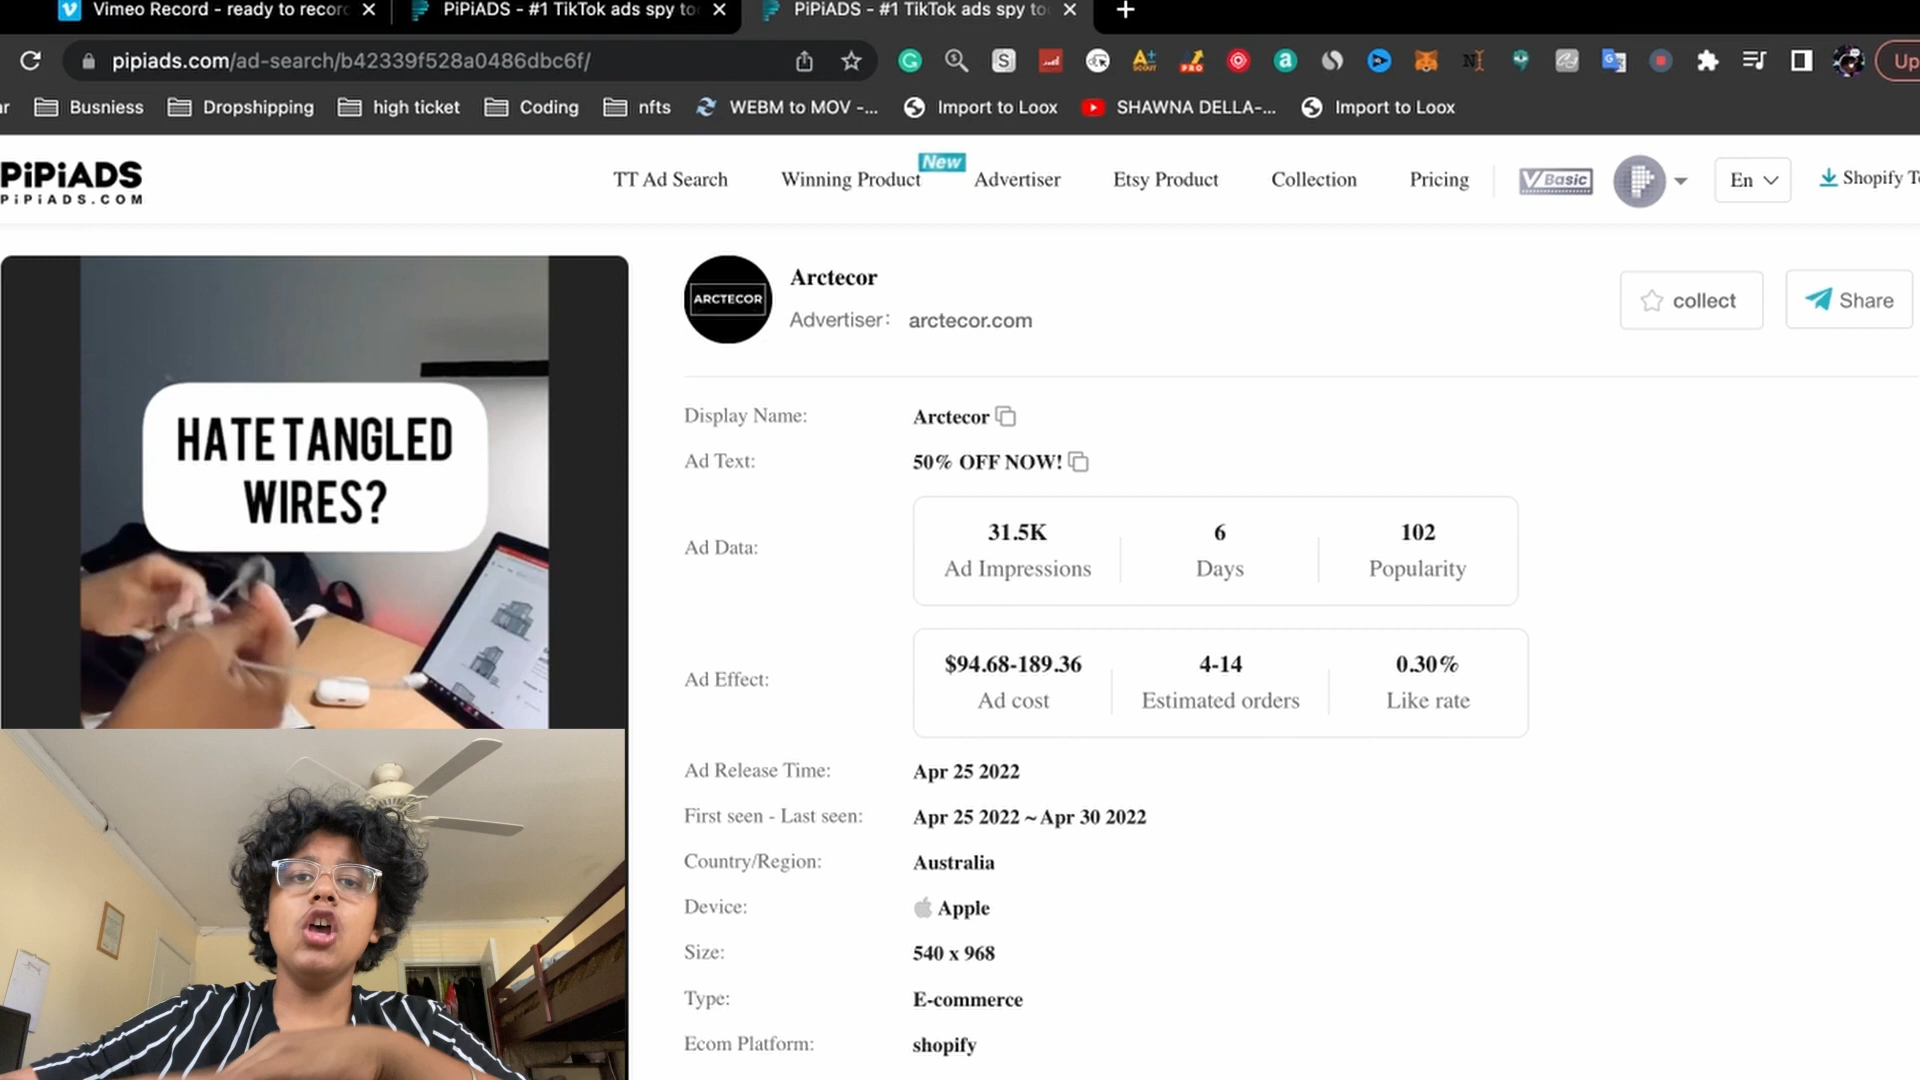 Vimeo Record - ready to recor
PiPiADS - #1 TikTok ads spy to
PiPiADS - #1 TikTok ads spy to
pipiads.com/ad-search/b42339f528a0486dbc6f/
Up
Busniess
Dropshipping
high ticket
Coding
nfts
WEBM to MOV -...
Import to Loox
SHAWNA DELLA-...
Import to Loox
PiPiADS
PiPiADS.COM
TT Ad Search
Winning Product
New
Advertiser
Etsy Product
Collection
Pricing
Basic
En
Shopify T
HATE TANGLED
WIRES?
ARCTECOR
Arctecor
Advertiser: arctecor.com
collect
Share
Display Name: Arctecor
Ad Text: 50% OFF NOW!
Ad Data:
31.5K 6 102
Ad Impressions Days Popularity
Ad Effect:
$94.68-189.36 4-14 0.30%
Ad cost Estimated orders Like rate
Ad Release Time: Apr 25 2022
First seen - Last seen: Apr 25 2022 ~ Apr 30 2022
Country/Region: Australia
Device: Apple
Size: 540 x 968
Type: E-commerce
Ecom Platform: shopify